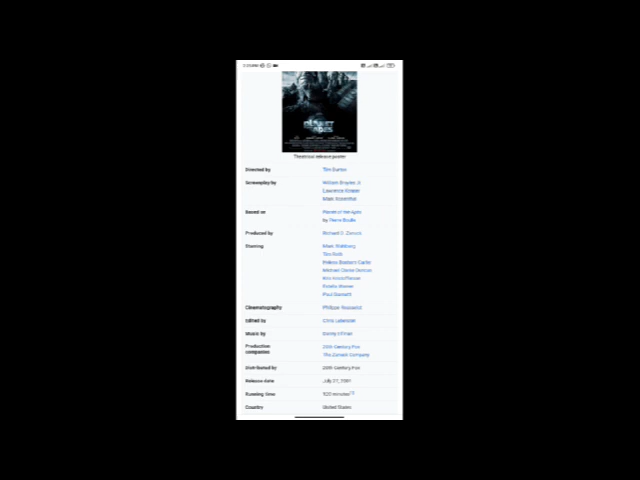 PLANET
APES
Theatrical release poster
Directed by Tim Burton
Screenplay by William Broyles Jr.
Lawrence Konner
Mark Rosenthal
Based on Planet of the Apes
by Pierre Boulle
Produced by Richard D. Zanuck
Starring Mark Wahlberg
Tim Roth
Helena Bonham Carter
Michael Clarke Duncan
Kris Kristofferson
Estella Warren
Paul Giamatti
Cinematography Philippe Rousselot
Edited by Chris Lebenzon
Music by Danny Elfman
Production 20th Century Fox
companies The Zanuck Company
Distributed by 20th Century Fox
Release date July 27, 2001
Running time minutes
Country United States